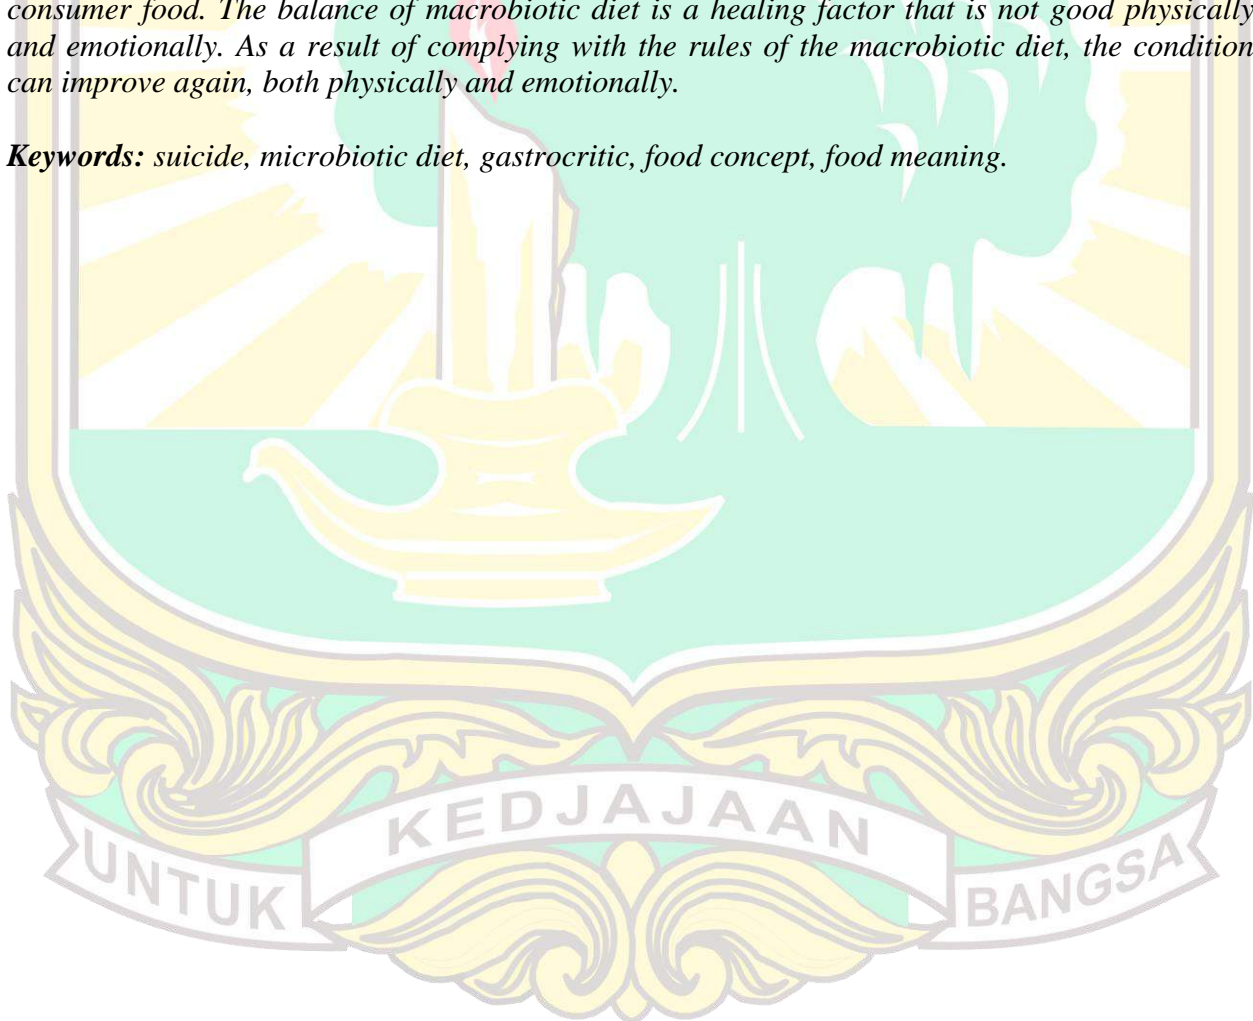 consumer food. The balance of macrobiotic diet is a healing factor that is not good physically
and emotionally. As a result of complying with the rules of the macrobiotic diet, the condition
can improve again, both physically and emotionally.
Keywords: suicide, microbiotic diet, gastrocritic, food concept, food meaning.
UNTUK KEDJAJAAN BANGSA